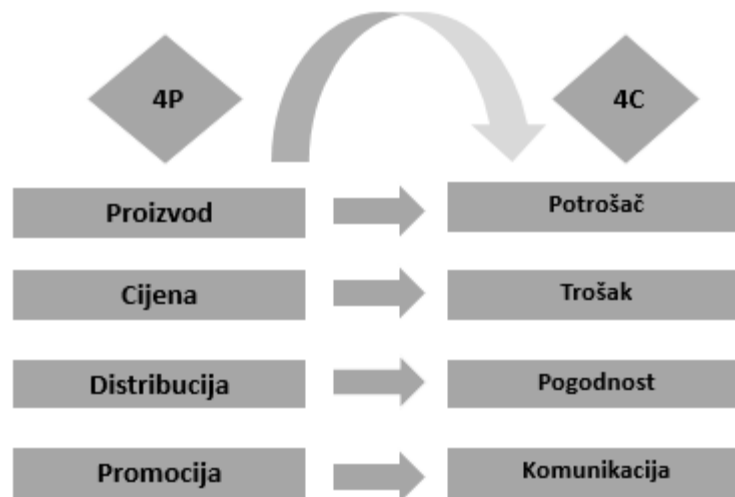 4P
4C
Proizvod
Potrošač
Cijena
Trošak
Distribucija
Pogodnost
Promocija
Komunikacija